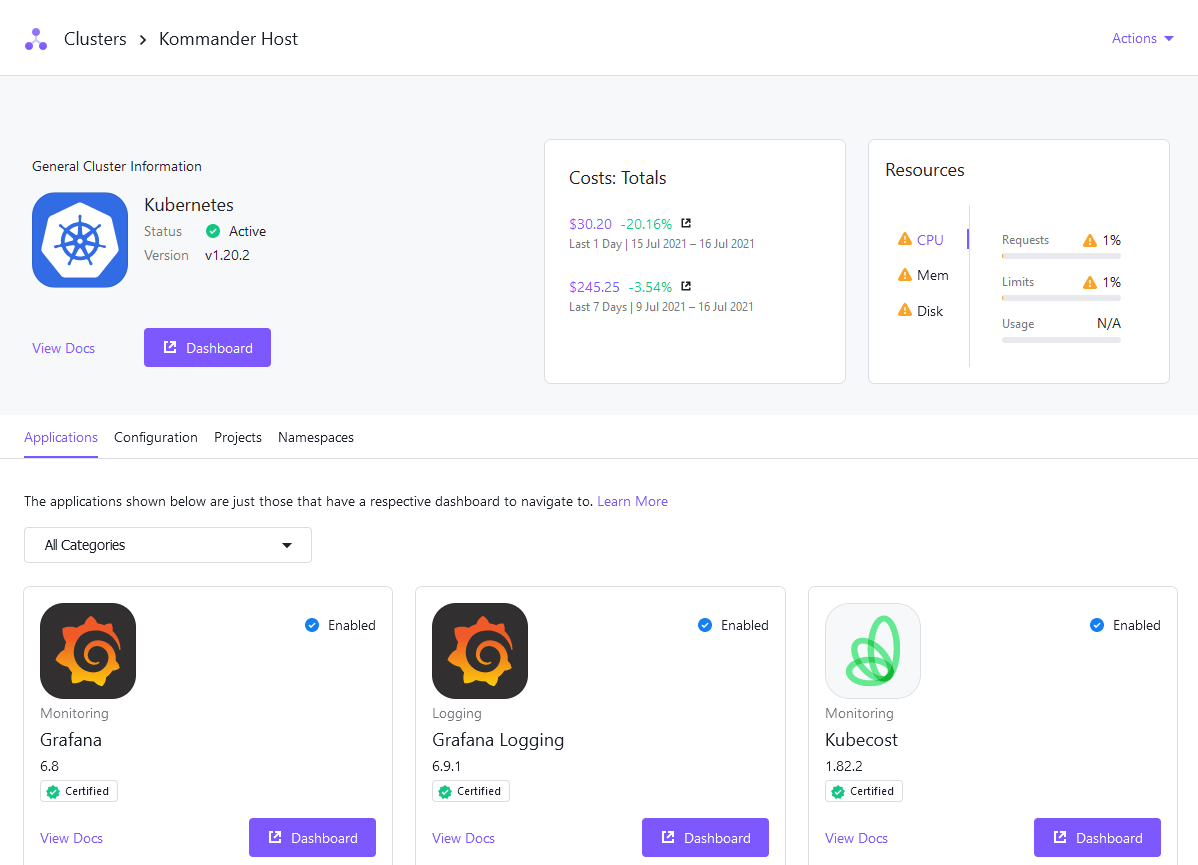 Clusters > Kommander Host
Actions
General Cluster Information
Kubernetes
Status Active
Version v1.20.2
View Docs
Dashboard
Costs: Totals
$30.20 -20.16%
Last 1 Day | 15 Jul 2021 – 16 Jul 2021
$245.25 -3.54%
Last 7 Days | 9 Jul 2021 – 16 Jul 2021
Resources
CPU
Mem
Disk
Requests 1%
Limits 1%
Usage N/A
Applications Configuration Projects Namespaces
The applications shown below are just those that have a respective dashboard to navigate to. Learn More
All Categories
Enabled
Monitoring
Grafana
6.8
Certified
View Docs
Dashboard
Enabled
Logging
Grafana Logging
6.9.1
Certified
View Docs
Dashboard
Enabled
Monitoring
Kubecost
1.82.2
Certified
View Docs
Dashboard